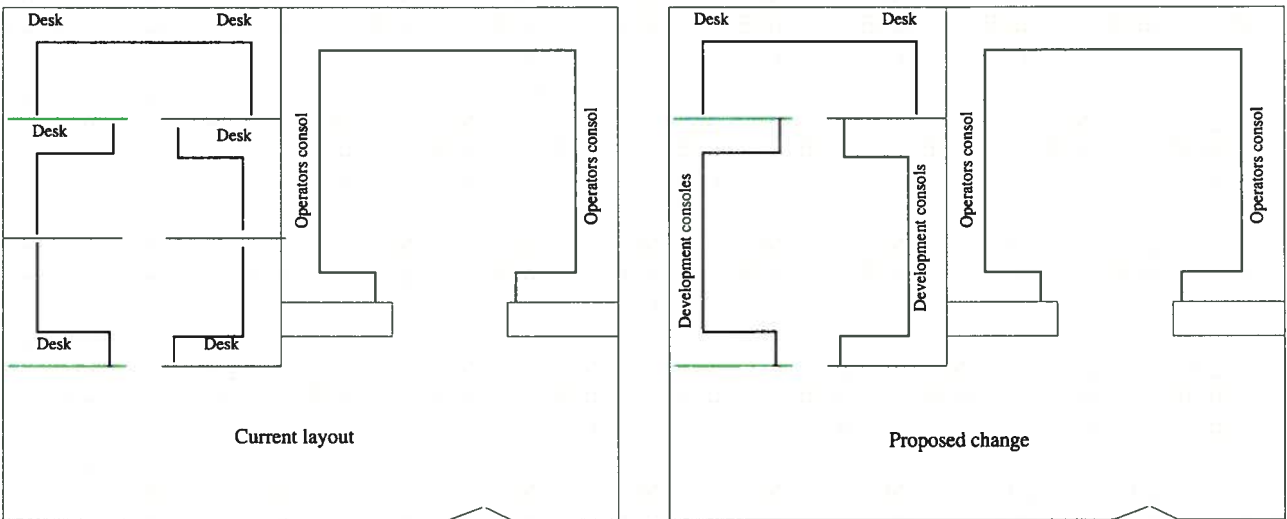 Desk Desk
Desk Desk
Operators consol
Operators consol
Desk Desk
Current layout
Desk Desk
Development consoles
Development consols
Operators consol
Operators consol
Proposed change